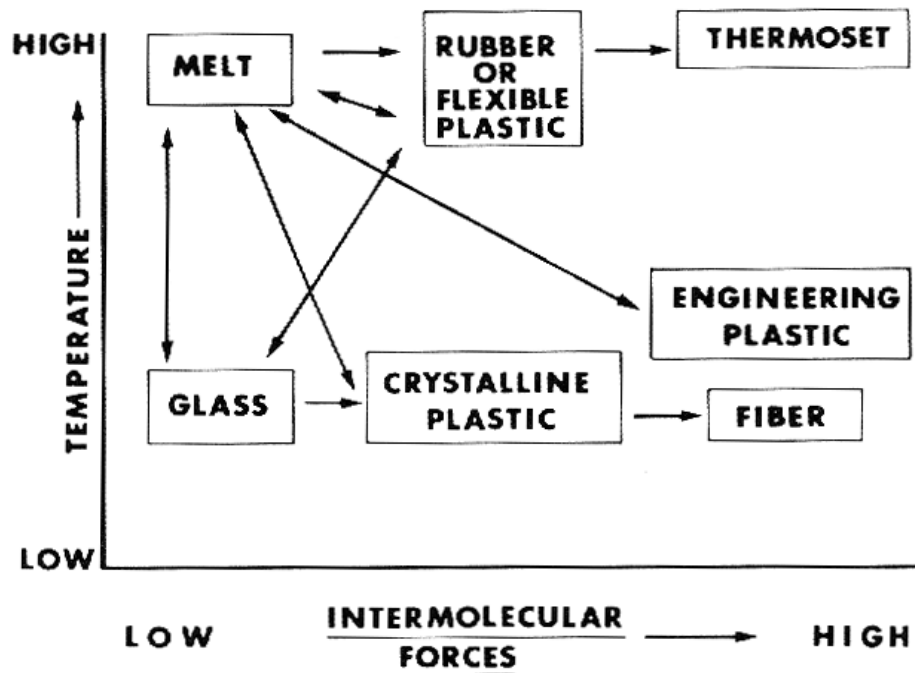 HIGH
MELT
RUBBER
OR
FLEXIBLE
PLASTIC
THERMOSET
TEMPERATURE
ENGINEERING
PLASTIC
GLASS
CRYSTALLINE
PLASTIC
FIBER
LOW
LOW
INTERMOLECULAR
FORCES
HIGH